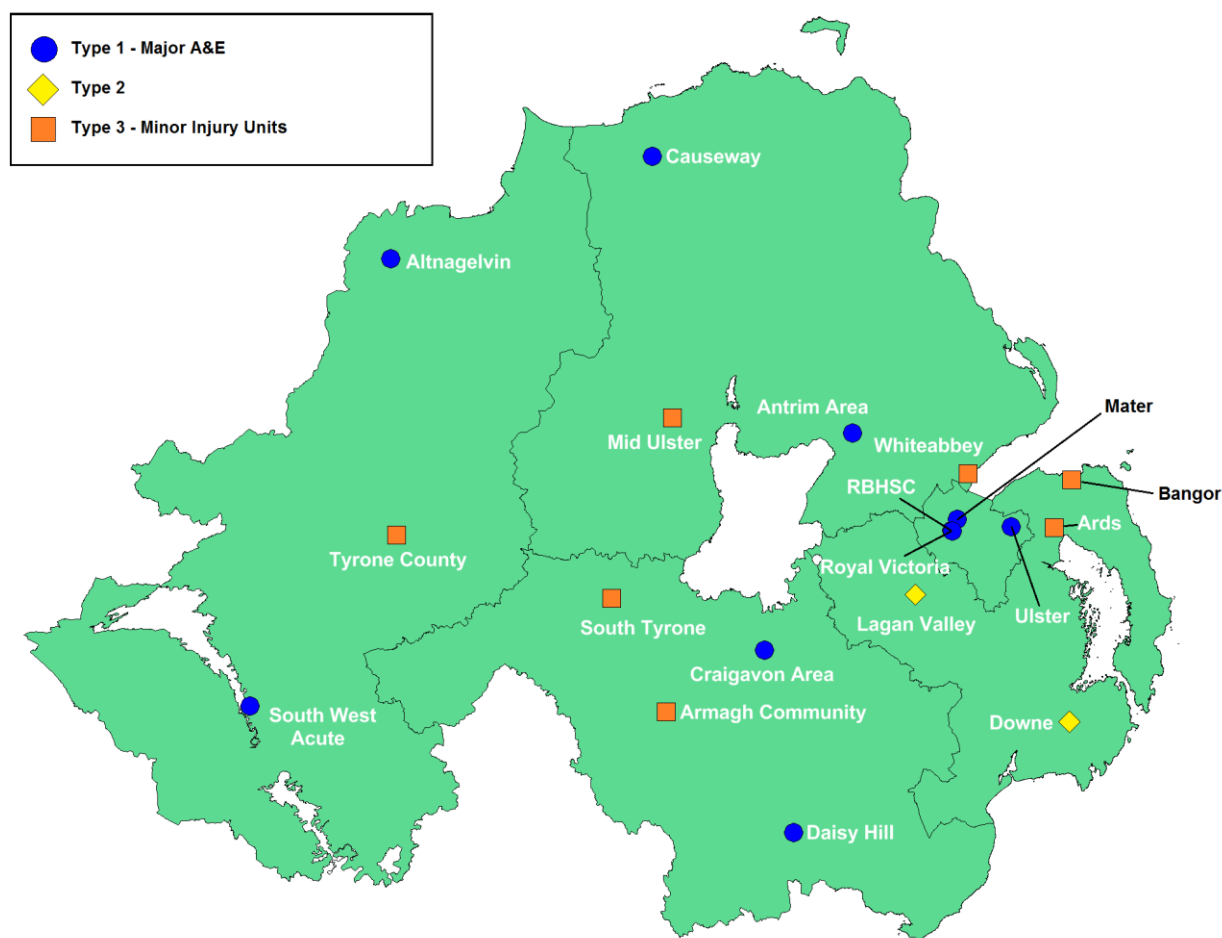 Type 1 - Major A&E
Type 2
Type 3 - Minor Injury Units
Causeway
Altnagelvin
Antrim Area
Mater
Mid Ulster
Whiteabbey
RBHSC
Bangor
Ards
Tyrone County
Royal Victoria
South Tyrone
Lagan Valley
Ulster
Craigavon Area
South West
Acute
Armagh Community
Downe
Daisy Hill